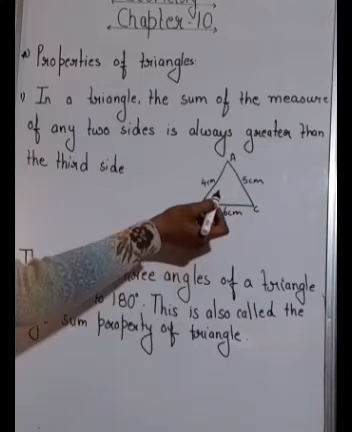 Chapter-10
* Properties of triangles
1) In a triangle, the sum of the measure
of any two sides is always greater than
the third side
A
4cm 5cm
6cm C
angles of a triangle
to 180°. This is also called the
sum property of triangle.